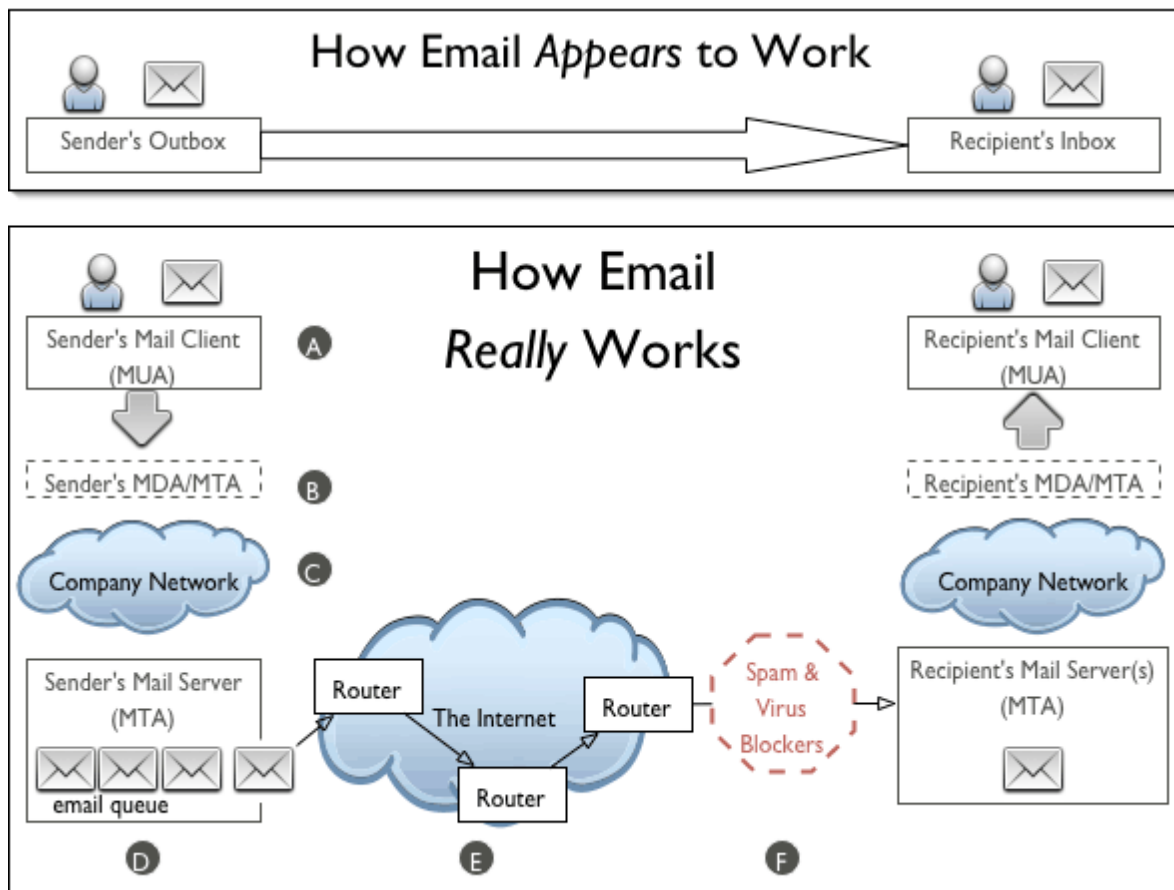 How Email Appears to Work
Sender's Outbox
Recipient's Inbox
How Email
Really Works
Sender's Mail Client
(MUA)
A
Recipient's Mail Client
(MUA)
Sender's MDA/MTA
B
Recipient's MDA/MTA
Company Network
C
Company Network
Sender's Mail Server
(MTA)
email queue
Router
The Internet
Router
Router
Spam &
Virus
Blockers
Recipient's Mail Server(s)
(MTA)
D
E
F